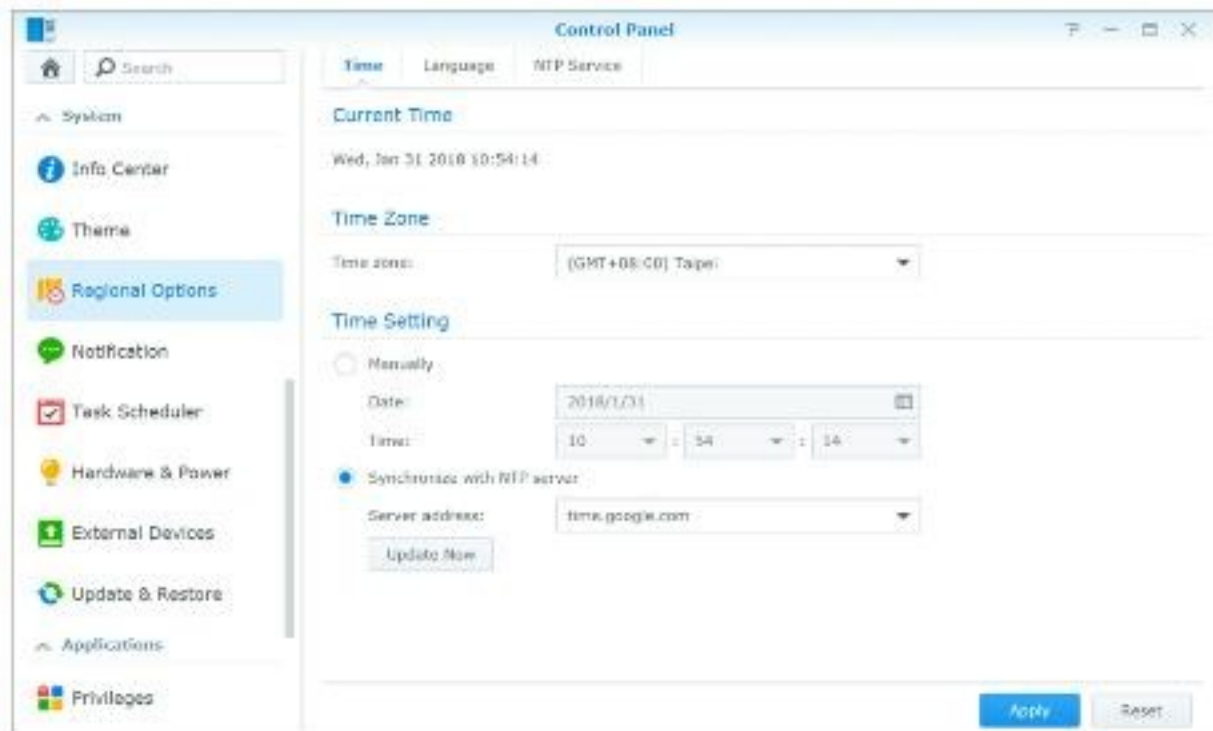 Control Panel
Search
System
Info Center
Theme
Regional Options
Notification
Task Scheduler
Hardware & Power
External Devices
Update & Restore
Applications
Privileges
Time Language NTP Service
Current Time
Wed, Jan 31 2018 10:54:14
Time Zone
Time zone: (GMT+08:00) Taipei
Time Setting
Manually
Date: 2018/1/31
Time: 10 : 54 : 14
Synchronize with NTP server
Server address: time.google.com
Update Now
Apply Reset